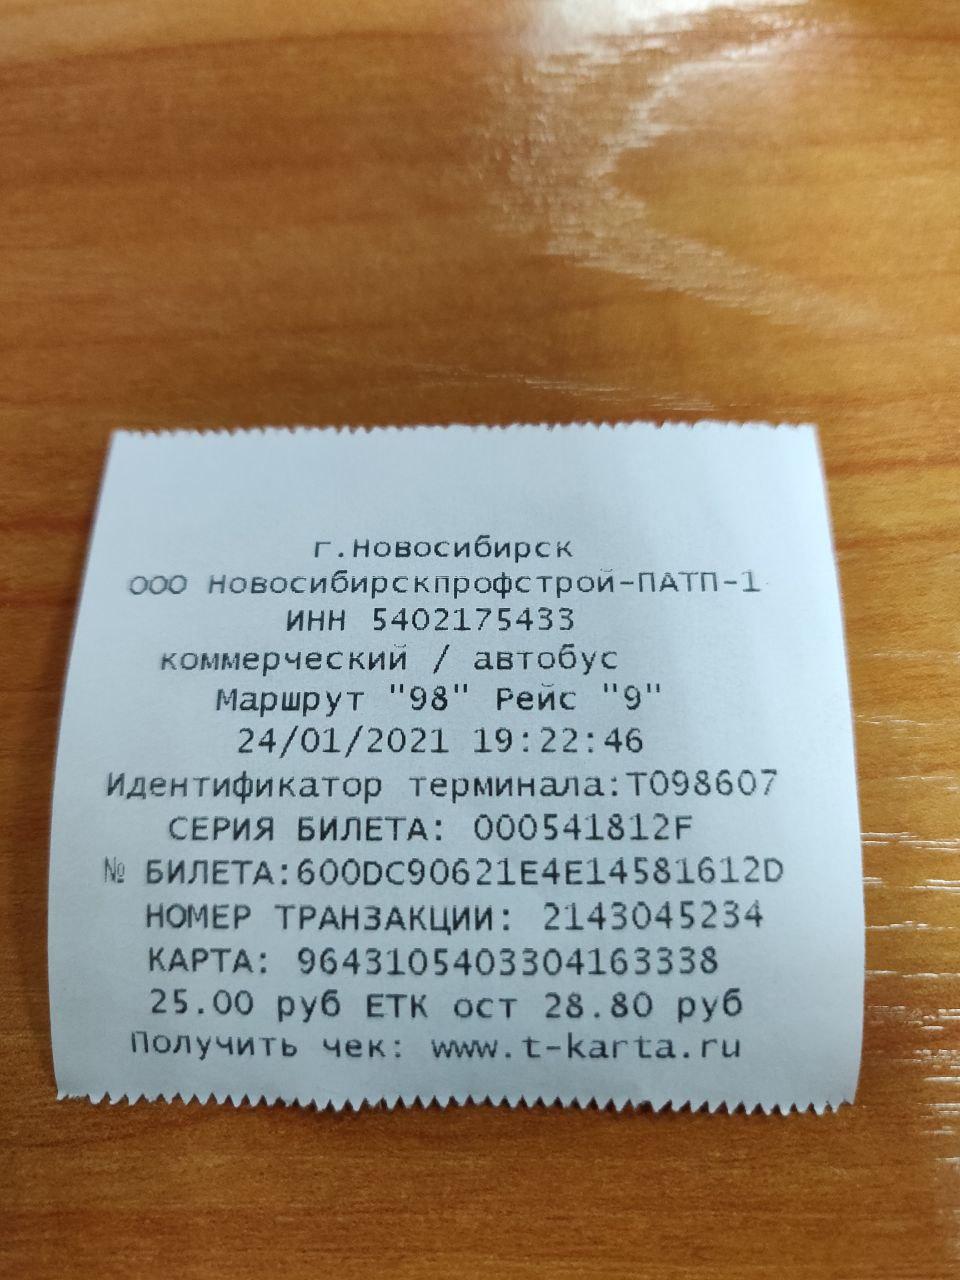 г.Новосибирск
ООО Новосибирскпрофстрой-ПАТП-1
ИНН 5402175433
коммерческий / автобус
Маршрут "98" Рейс "9"
24/01/2021 19:22:46
Идентификатор терминала:T098607
СЕРИЯ БИЛЕТА: 000541812F
№ БИЛЕТА:600DC90621E4E14581612D
НОМЕР ТРАНЗАКЦИИ: 2143045234
КАРТА: 96431054033041633​38
25.00 руб ЕТК ост 28.80 руб
Получить чек: www.t-karta.ru